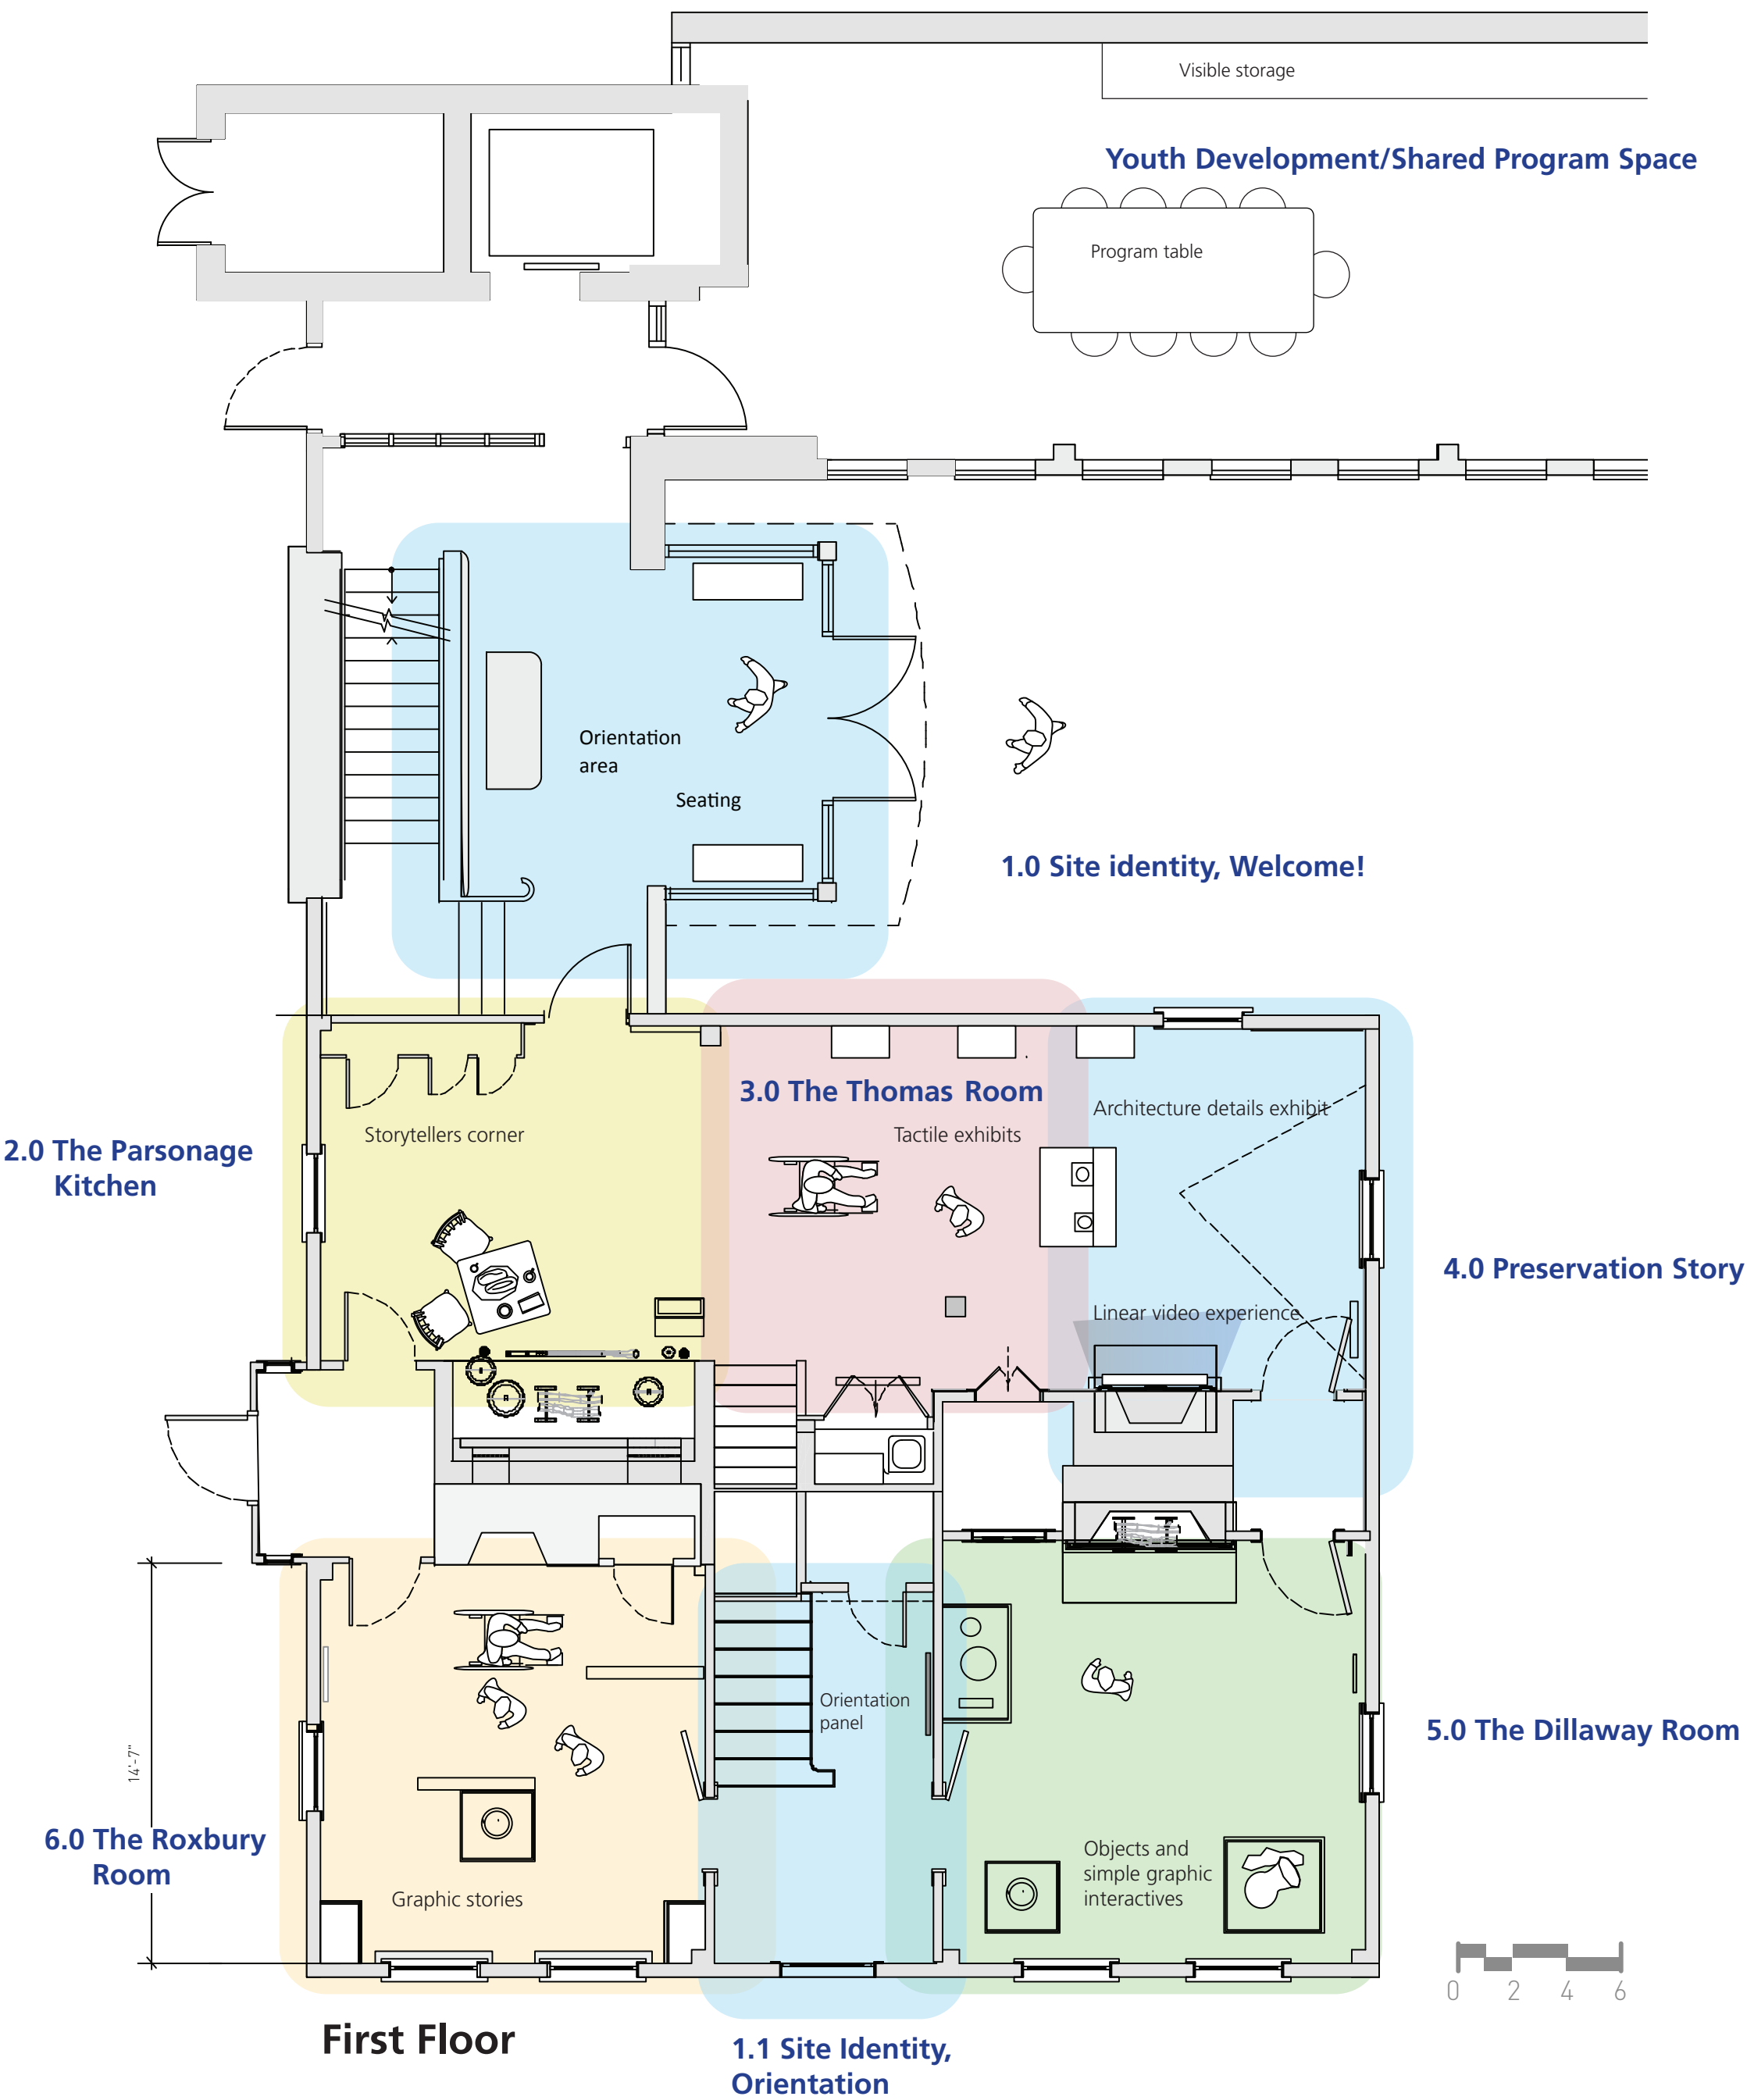 Visible storage
Youth Development/Shared Program Space
Program table
Orientation
area
Seating
1.0 Site identity, Welcome!
3.0 The Thomas Room
Architecture details exhibit
Storytellers corner
Tactile exhibits
2.0 The Parsonage
Kitchen
4.0 Preservation Story
Linear video experience
Orientation
panel
5.0 The Dillaway Room
14'-7"
6.0 The Roxbury
Room
Objects and
simple graphic
interactives
Graphic stories
0 2 4 6
First Floor
1.1 Site Identity,
Orientation